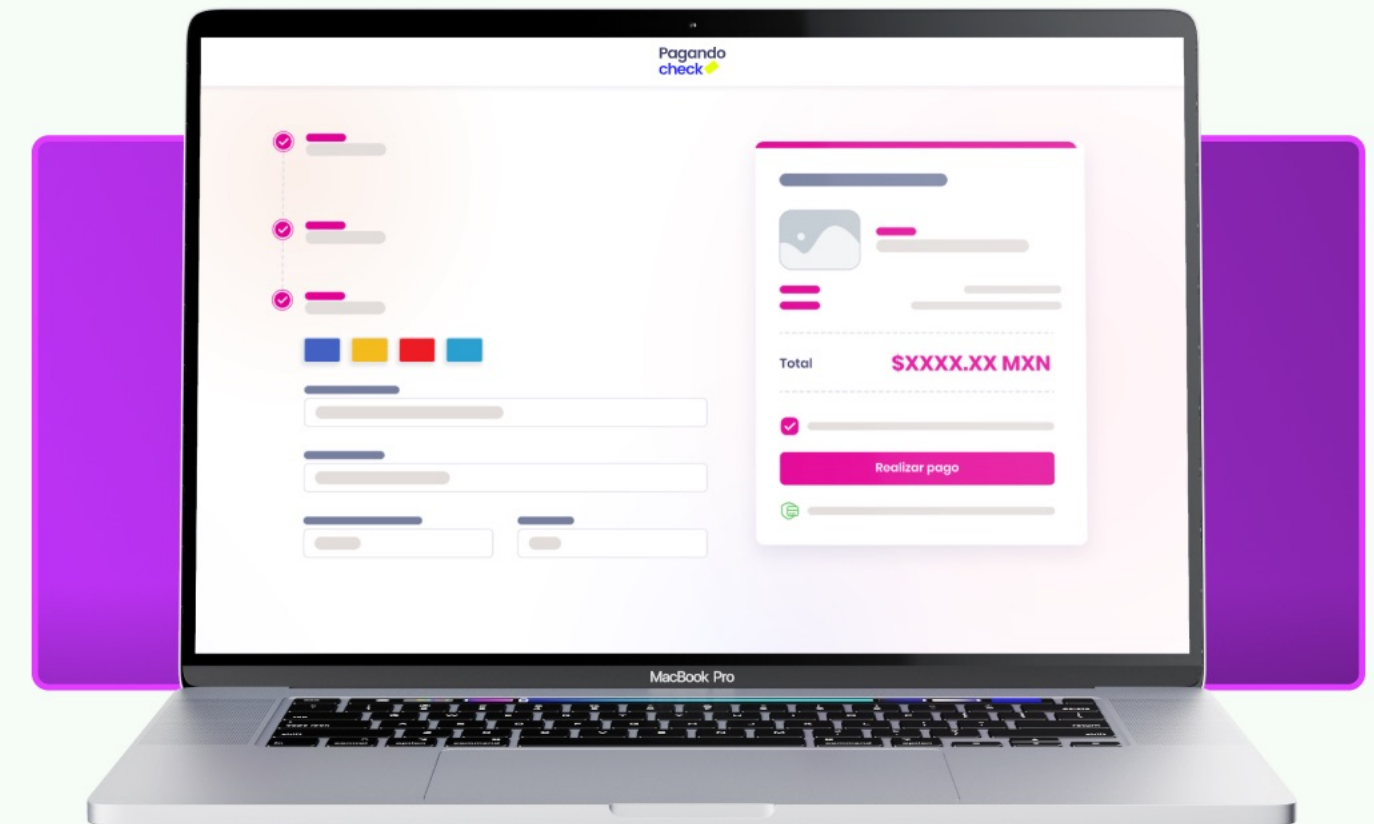 Pagando
check
Total
$XXXX.XX MXN
Realizar pago
MacBook Pro